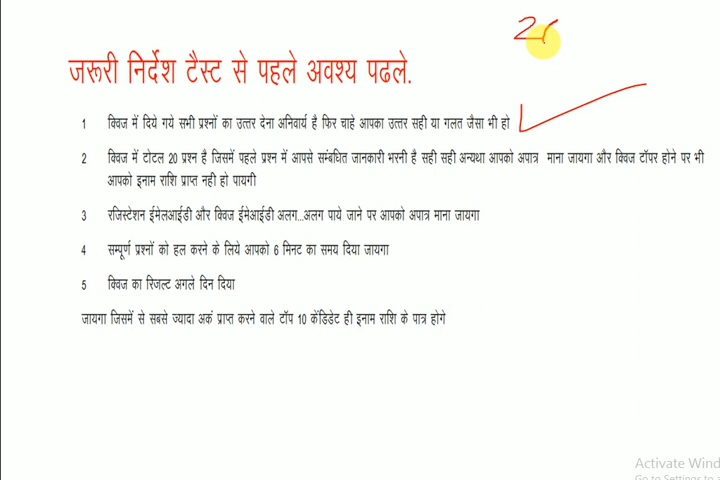 जरूरी निर्देश टैस्ट से पहले अवश्य पढले.
1 क्विज में दिये गये सभी प्रश्नों का उत्तर देना अनिवार्य है फिर चाहे आपका उत्तर सही या गलत जैसा भी हो
2 क्विज में टोटल 20 प्रश्न है जिसमें पहले प्रश्न में आपसे सम्बंधित जानकारी भरनी है सही सही अन्यथा आपको अपात्र माना जायगा और क्विज टॉपर होने पर भी
आपको इनाम राशि प्राप्त नही हो पायगी
3 रजिस्टेशन ईमेलआईडी और क्विज ईमेआईडी अलग...अलग पाये जाने पर आपको अपात्र माना जायगा
4 सम्पूर्ण प्रश्नों को हल करने के लिये आपको 6 मिनट का समय दिया जायगा
5 क्विज का रिजल्ट अगले दिन दिया
जायगा जिसमें से सबसे ज्यादा अकं प्राप्त करने वाले टॉप 10 केंडिडेट ही इनाम राशि के पात्र होगे
Activate Wind
Go to Settings to a